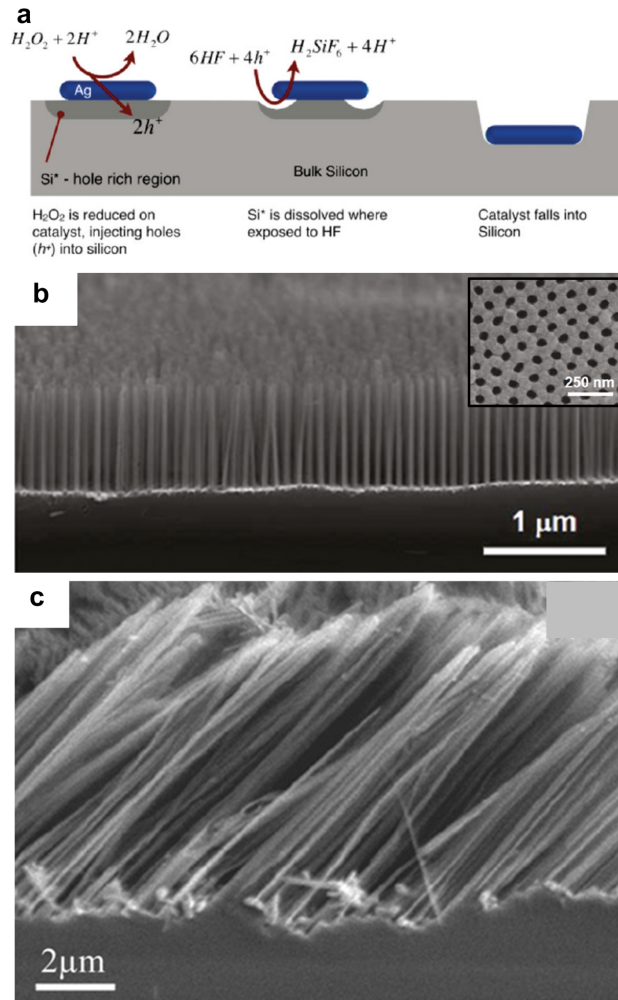 a
H₂O₂ + 2H⁺
2H₂O
6HF + 4h⁺
H₂SiF₆ + 4H⁺
Ag
2h⁺
Si* - hole rich region
Bulk Silicon
H₂O₂ is reduced on
catalyst, injecting holes
(h⁺) into silicon
Si* is dissolved where
exposed to HF
Catalyst falls into
Silicon
b
250 nm
1 μm
c
2μm